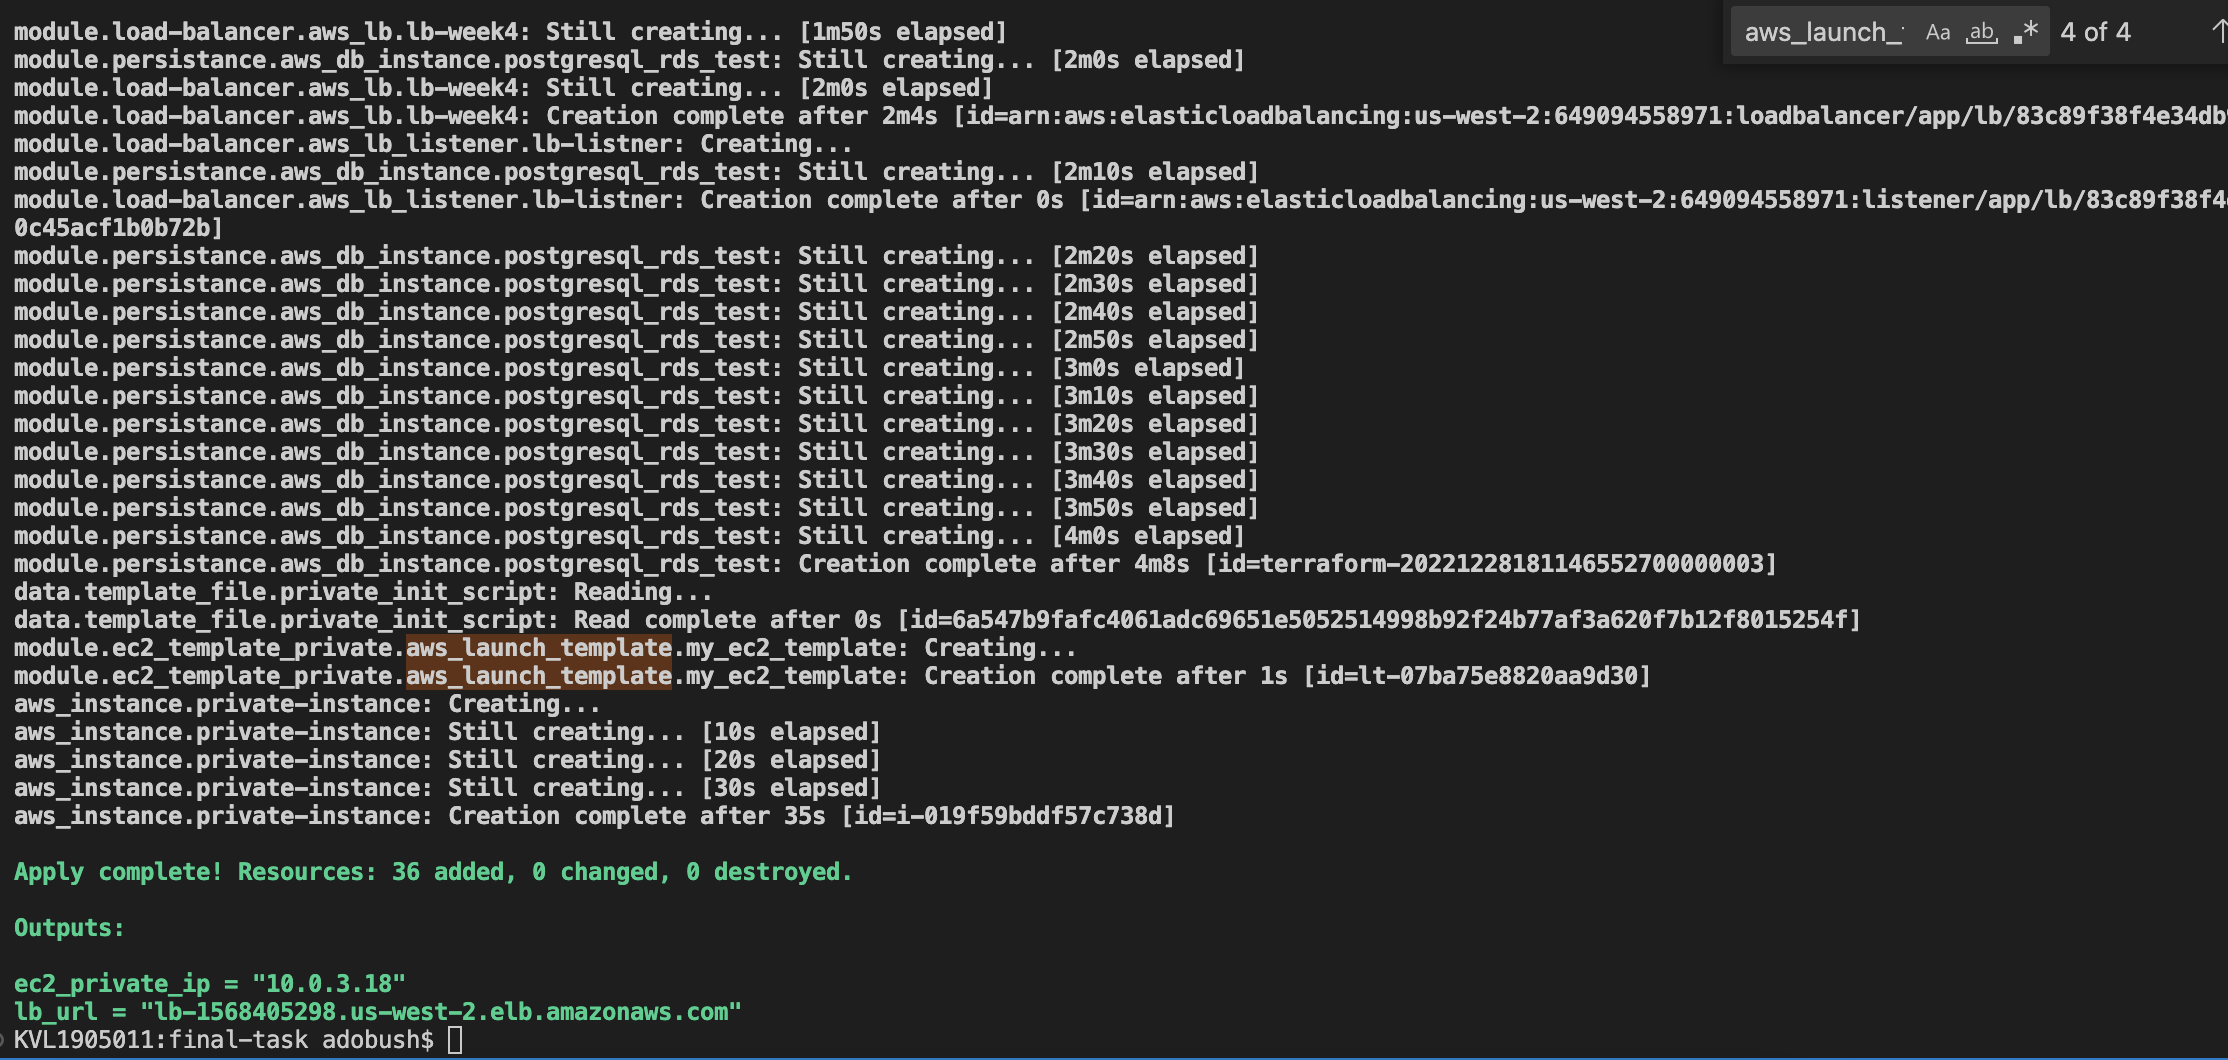 module.load-balancer.aws_lb.lb-week4: Still creating... [1m50s elapsed]
aws_launch_ Aa ab .* 4 of 4
module.persistance.aws_db_instance.postgresql_rds_test: Still creating... [2m0s elapsed]
module.load-balancer.aws_lb.lb-week4: Still creating... [2m0s elapsed]
module.load-balancer.aws_lb.lb-week4: Creation complete after 2m4s [id=arn:aws:elasticloadbalancing:us-west-2:649094558971:loadbalancer/app/lb/83c89f38f4e34db
module.load-balancer.aws_lb_listener.lb-listner: Creating...
module.persistance.aws_db_instance.postgresql_rds_test: Still creating... [2m10s elapsed]
module.load-balancer.aws_lb_listener.lb-listner: Creation complete after 0s [id=arn:aws:elasticloadbalancing:us-west-2:649094558971:listener/app/lb/83c89f38f4
0c45acf1b0b72b]
module.persistance.aws_db_instance.postgresql_rds_test: Still creating... [2m20s elapsed]
module.persistance.aws_db_instance.postgresql_rds_test: Still creating... [2m30s elapsed]
module.persistance.aws_db_instance.postgresql_rds_test: Still creating... [2m40s elapsed]
module.persistance.aws_db_instance.postgresql_rds_test: Still creating... [2m50s elapsed]
module.persistance.aws_db_instance.postgresql_rds_test: Still creating... [3m0s elapsed]
module.persistance.aws_db_instance.postgresql_rds_test: Still creating... [3m10s elapsed]
module.persistance.aws_db_instance.postgresql_rds_test: Still creating... [3m20s elapsed]
module.persistance.aws_db_instance.postgresql_rds_test: Still creating... [3m30s elapsed]
module.persistance.aws_db_instance.postgresql_rds_test: Still creating... [3m40s elapsed]
module.persistance.aws_db_instance.postgresql_rds_test: Still creating... [3m50s elapsed]
module.persistance.aws_db_instance.postgresql_rds_test: Still creating... [4m0s elapsed]
module.persistance.aws_db_instance.postgresql_rds_test: Creation complete after 4m8s [id=terraform-20221228181146552700000003]
data.template_file.private_init_script: Reading...
data.template_file.private_init_script: Read complete after 0s [id=6a547b9fafc4061adc69651e5052514998b92f24b77af3a620f7b12f8015254f]
module.ec2_template_private.aws_launch_template.my_ec2_template: Creating...
module.ec2_template_private.aws_launch_template.my_ec2_template: Creation complete after 1s [id=lt-07ba75e8820aa9d30]
aws_instance.private-instance: Creating...
aws_instance.private-instance: Still creating... [10s elapsed]
aws_instance.private-instance: Still creating... [20s elapsed]
aws_instance.private-instance: Still creating... [30s elapsed]
aws_instance.private-instance: Creation complete after 35s [id=i-019f59bddf57c738d]
Apply complete! Resources: 36 added, 0 changed, 0 destroyed.
Outputs:
ec2_private_ip = "10.0.3.18"
lb_url = "lb-1568405298.us-west-2.elb.amazonaws.com"
KVL1905011:final-task adobush$